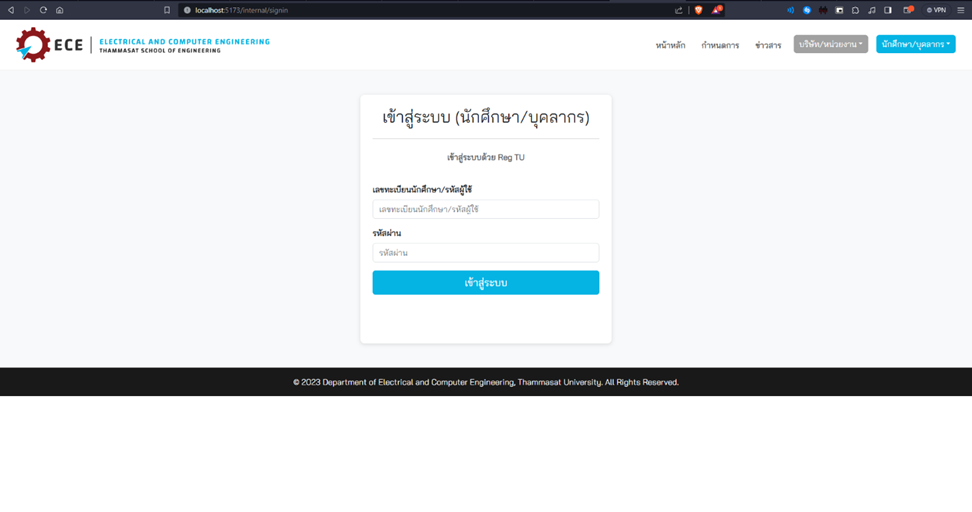 localhost:5173/internal/signin
VPN
ECE
ELECTRICAL AND COMPUTER ENGINEERING
THAMMASAT SCHOOL OF ENGINEERING
หน้าหลัก กำหนดการ ข่าวสาร บริษัท/หน่วยงาน นักศึกษา/บุคลากร
เข้าสู่ระบบ (นักศึกษา/บุคลากร)
เข้าสู่ระบบด้วย Reg TU
เลขทะเบียนนักศึกษา/รหัสผู้ใช้
เลขทะเบียนนักศึกษา/รหัสผู้ใช้
รหัสผ่าน
รหัสผ่าน
เข้าสู่ระบบ
© 2023 Department of Electrical and Computer Engineering, Thammasat University. All Rights Reserved.